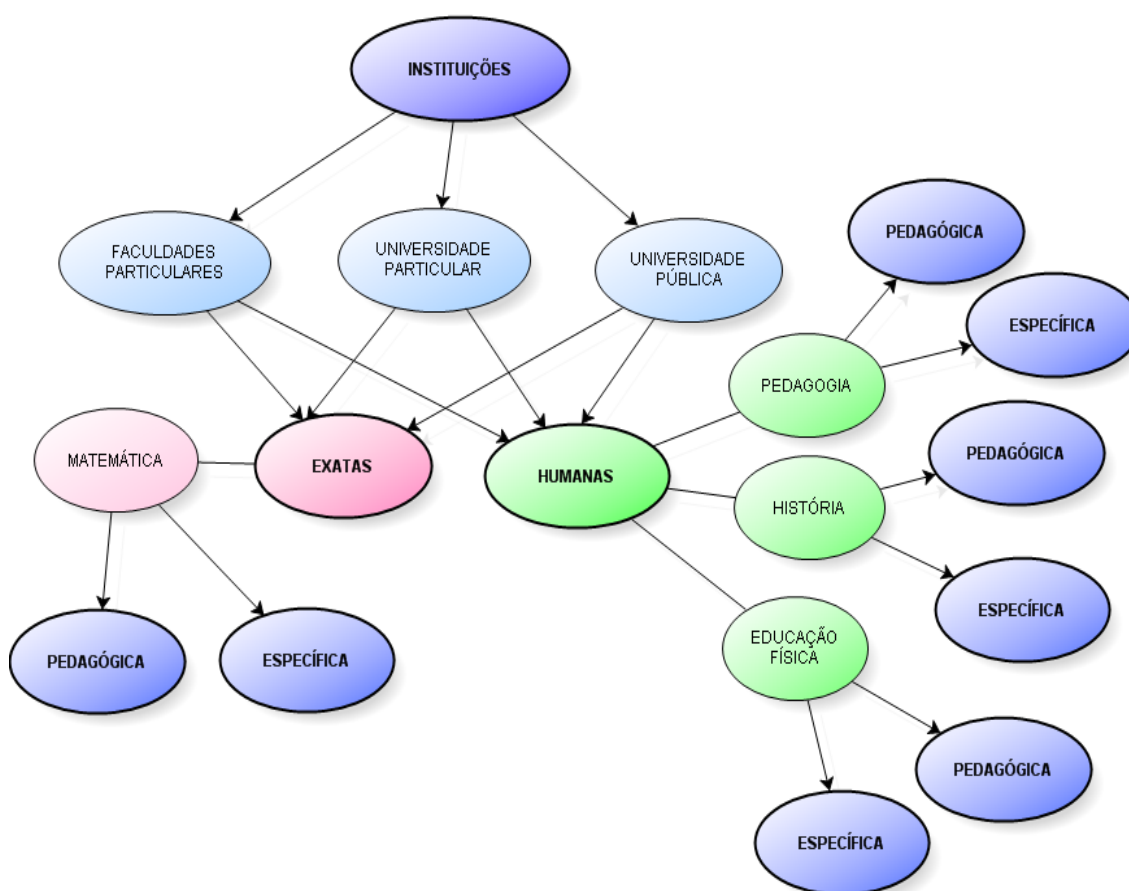 INSTITUIÇÕES
FACULDADES
PARTICULARES
UNIVERSIDADE
PARTICULAR
UNIVERSIDADE
PÚBLICA
PEDAGÓGICA
ESPECÍFICA
PEDAGOGIA
MATEMÁTICA
EXATAS
HUMANAS
PEDAGÓGICA
HISTÓRIA
ESPECÍFICA
EDUCAÇÃO
FÍSICA
PEDAGÓGICA
ESPECÍFICA
PEDAGÓGICA
ESPECÍFICA